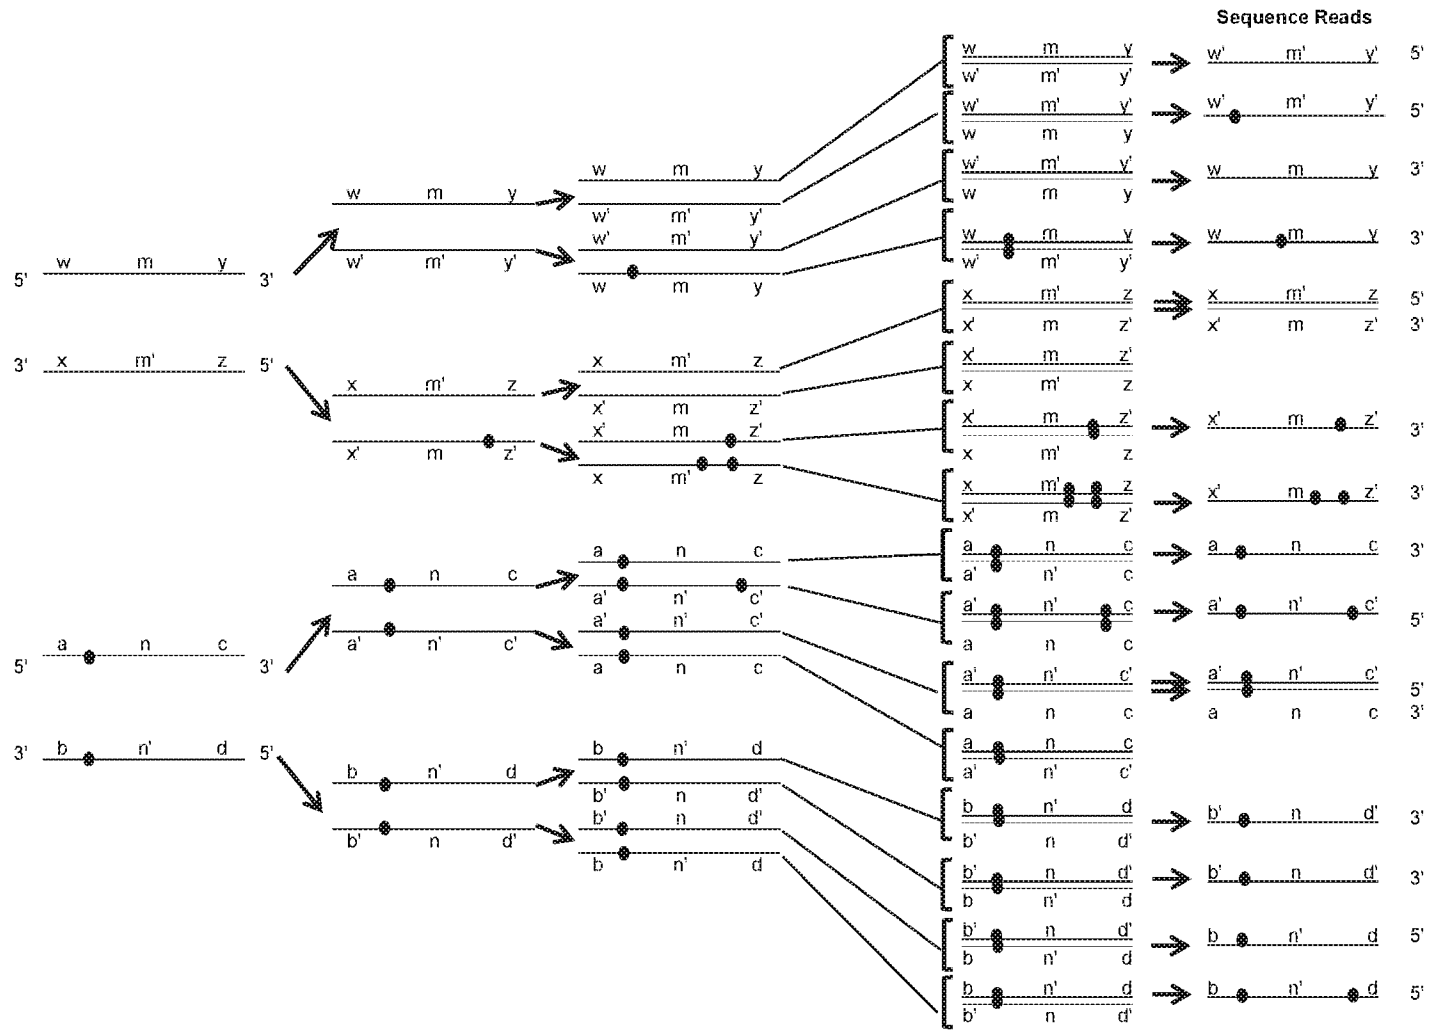 w m y
5' 3'
x m' z
3' 5'
a n c
5' 3'
b n' d
3' 5'
w m y
w' m' y'
x m' z
x' m z'
a n c
a' n' c'
b n' d
b' n d'
w m y
w' m' y'
w' m' y'
w m y
x m' z
x' m z'
x' m z'
x m' z
a n c
a' n' c'
a' n' c'
a n c
b n' d
b' n d'
b' n d'
b n' d
w m y
w' m' y'
w' m' y'
w m y
w' m' y'
w m y
w m y
w' m' y'
x m' z
x' m z'
x' m z'
x m' z
x' m z'
x m' z
x m' z
x' m z'
a n c
a' n' c
a' n' c
a n c
a' n' c'
a n c
a n c
a' n' c'
b n' d
b' n d'
b' n d'
b n' d
b' n d'
b n' d
b n' d
b' n d'
Sequence Reads
w' m' y' 5'
w' m' y' 5'
w m y 3'
w m y 3'
x m' z 5'
x' m z' 3'
x' m z' 3'
x' m z' 3'
a n c 3'
a' n' c' 5'
a' n' c' 5'
a n c 3'
b' n d' 3'
b' n d' 3'
b n' d 5'
b n' d 5'